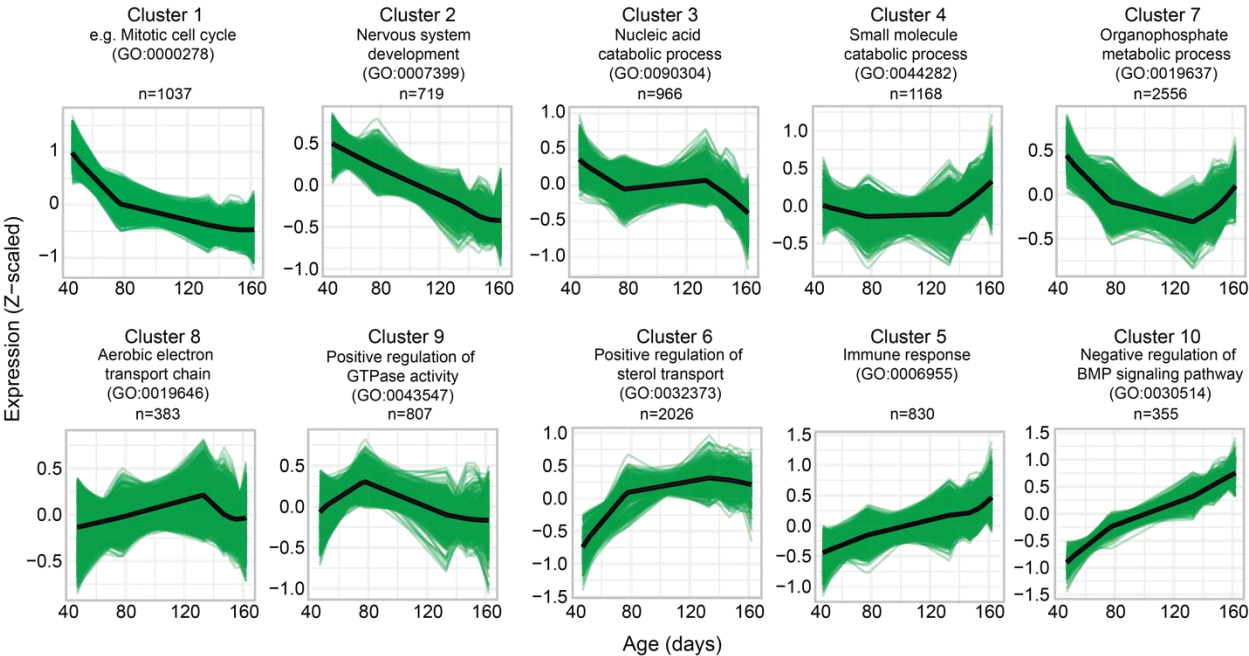 Cluster 1
e.g. Mitotic cell cycle
(GO:0000278)
n=1037
1
0
−1
40 80 120 160
Cluster 2
Nervous system
development
(GO:0007399)
n=719
0.5
0.0
−0.5
−1.0
40 80 120 160
Cluster 3
Nucleic acid
catabolic process
(GO:0090304)
n=966
1.0
0.5
0.0
−0.5
−1.0
40 80 120 160
Cluster 4
Small molecule
catabolic process
(GO:0044282)
n=1168
1.0
0.5
0.0
−0.5
40 80 120 160
Cluster 7
Organophosphate
metabolic process
(GO:0019637)
n=2556
0.5
0.0
−0.5
40 80 120 160
Expression (Z-scaled)
Cluster 8
Aerobic electron
transport chain
(GO:0019646)
n=383
0.5
0.0
−0.5
40 80 120 160
Cluster 9
Positive regulation of
GTPase activity
(GO:0043547)
n=807
0.5
0.0
−0.5
−1.0
40 80 120 160
Cluster 6
Positive regulation of
sterol transport
(GO:0032373)
n=2026
1.0
0.5
0.0
−0.5
−1.0
−1.5
40 80 120 160
Cluster 5
Immune response
(GO:0006955)
n=830
1.5
1.0
0.5
0.0
−0.5
−1.0
40 80 120 160
Cluster 10
Negative regulation of
BMP signaling pathway
(GO:0030514)
n=355
1.5
1.0
0.5
0.0
−0.5
−1.0
−1.5
40 80 120 160
Age (days)